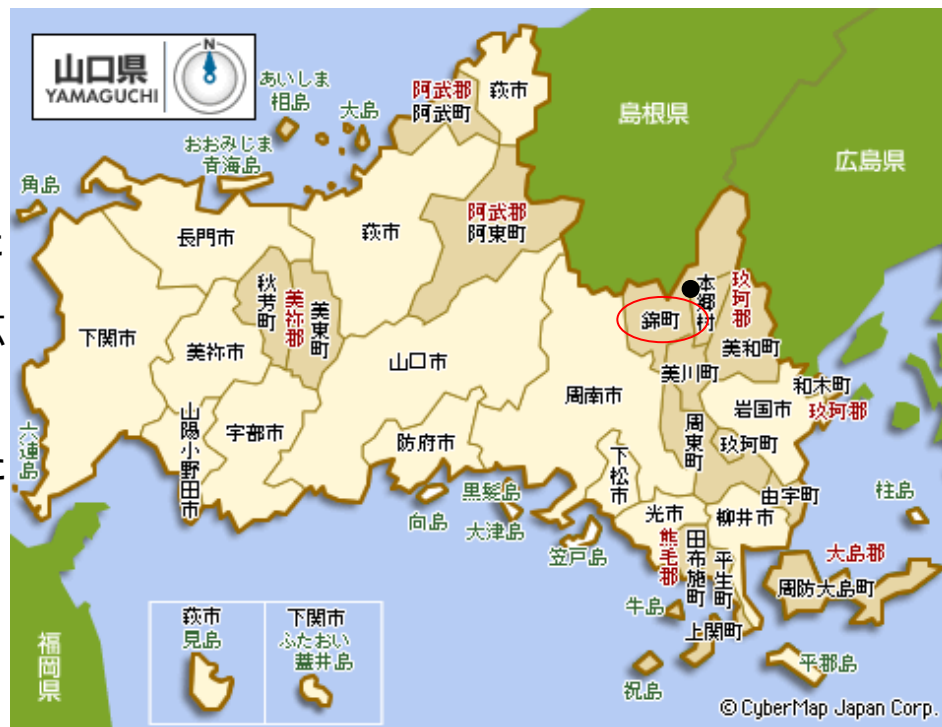 山口県
YAMAGUCHI
N
あいしま
相島
大島
阿武郡
阿武町
萩市
島根県
広島県
おおみじま
青海島
角島
長門市
萩市
阿武郡
阿東町
秋芳町
美祢郡
美東町
下関市
美祢市
山口市
錦町
本郷村
玖珂郡
美和町
美川町
周南市
和木町
玖珂郡
岩国市
周東町
玖珂町
山陽小野田市
宇部市
防府市
下松市
六連島
由宇町
柱島
黒髪島
向島
大津島
笠戸島
光市
柳井市
熊毛郡
田布施町
平生町
大島郡
周防大島町
牛島
上関町
祝島
平郡島
福岡県
萩市
見島
下関市
ふたおい
蓋井島
© CyberMap Japan Corp.